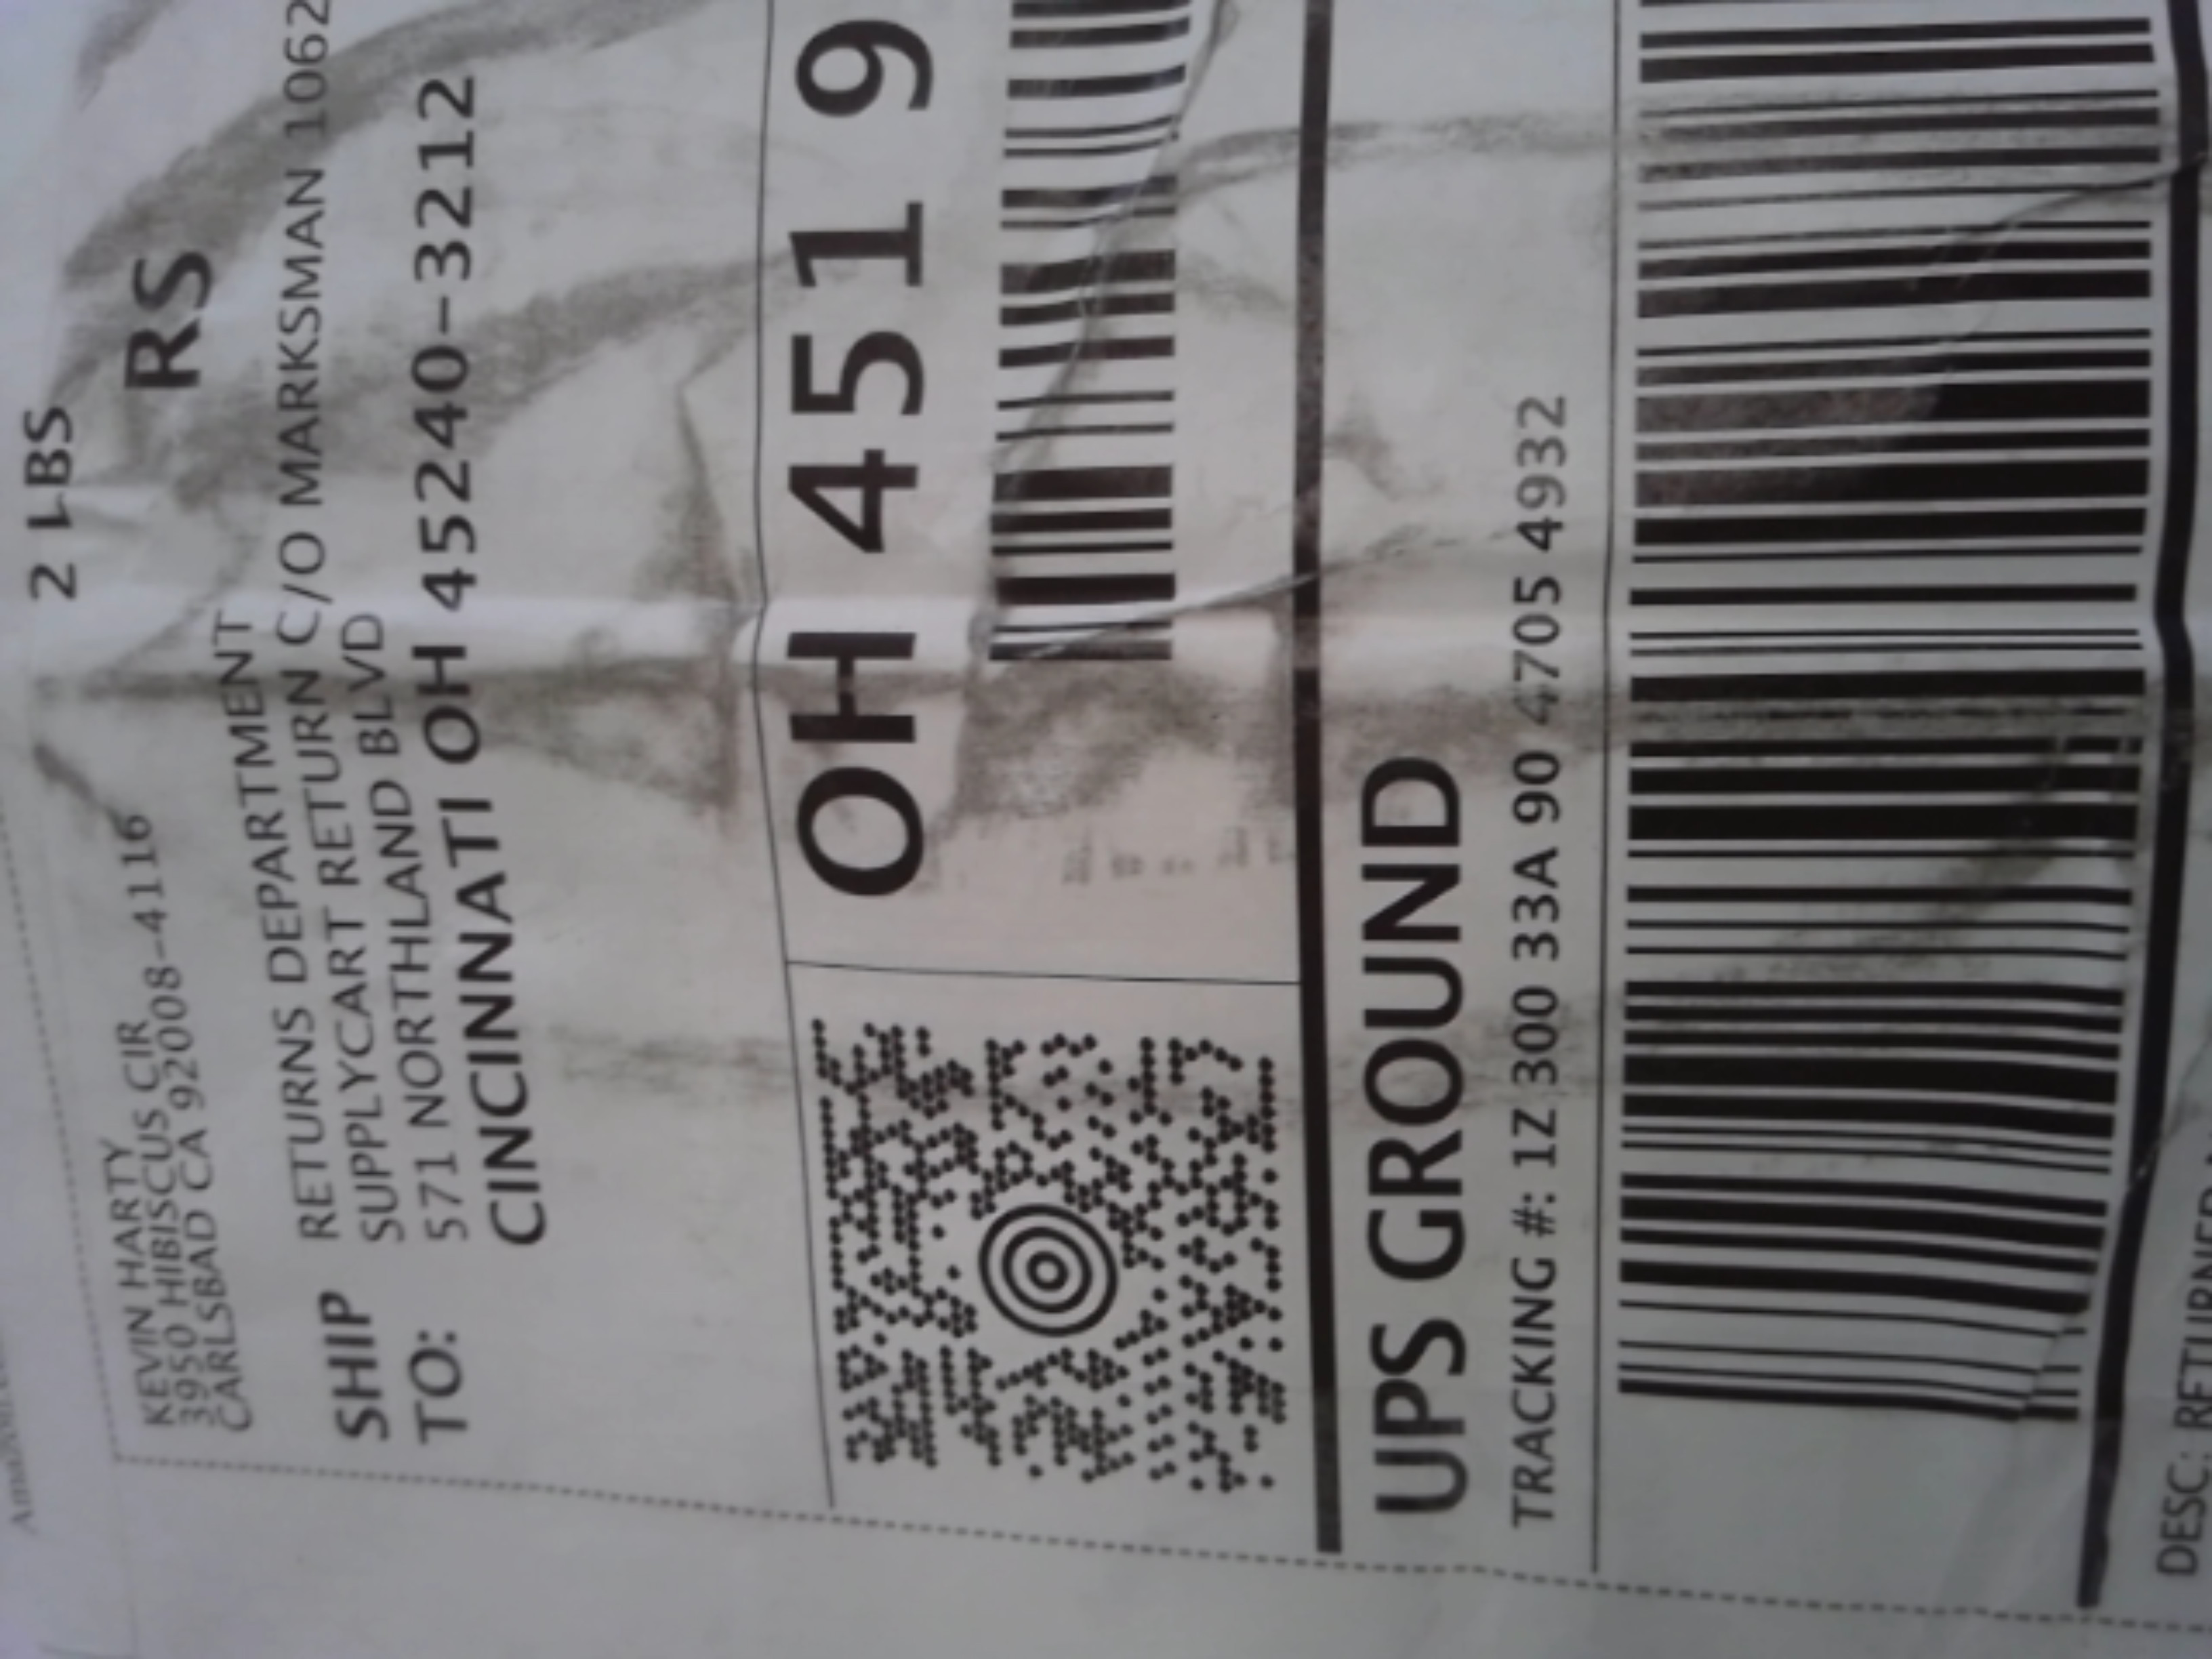 2 LBS
RS
KEVIN HARTY
3950 HIBISCUS CIR
CARLSBAD CA 92008-4116
SHIP TO:
RETURNS DEPARTMENT
SUPPLYCART RETURN C/O MARKSMAN 1062
571 NORTHLAND BLVD
CINCINNATI OH 45240-3212
OH 451 9
UPS GROUND
TRACKING #: 1Z 300 33A 90 4705 4932
DESC: